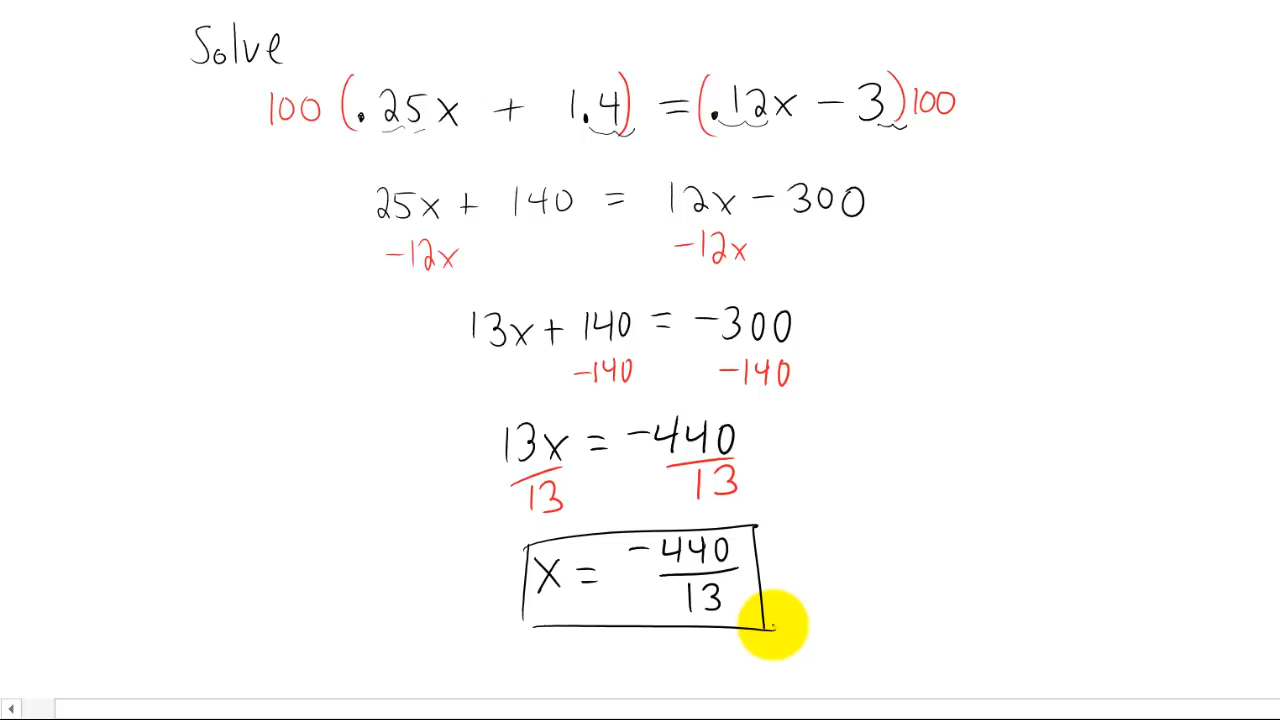 Solve
100 (.25x + 1.4) = (.12x - 3) 100
25x + 140 = 12x - 300
-12x -12x
13x + 140 = -300
-140 -140
13x = -440
13 13
x = -440
13